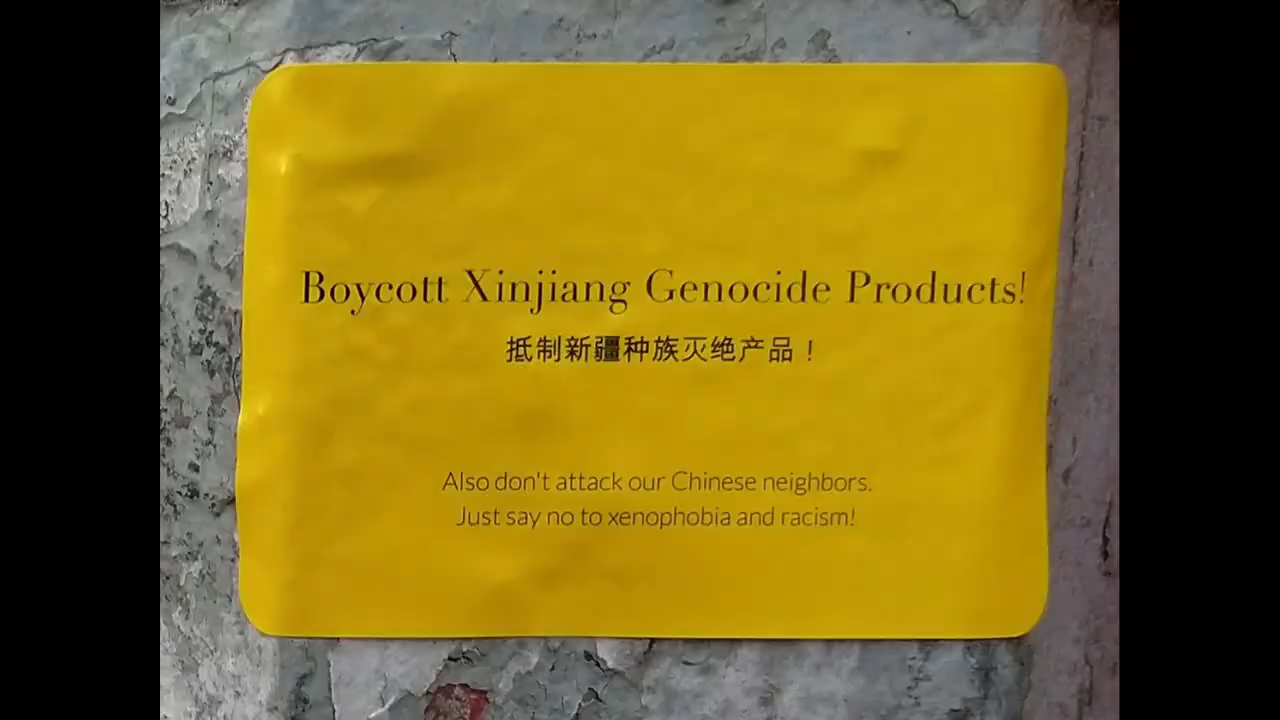 Boycott Xinjiang Genocide Products!
抵制新疆种族灭绝产品！
Also don't attack our Chinese neighbors.
Just say no to xenophobia and racism!